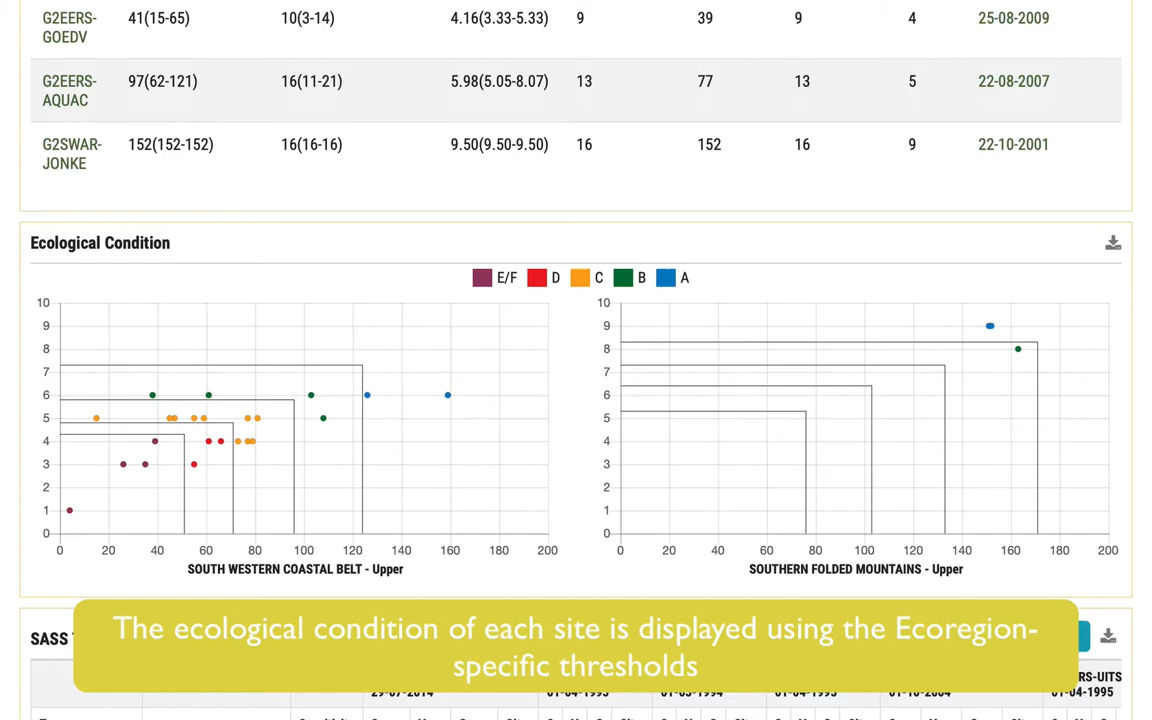 G2EERS- 41(15-65) 10(3-14) 4.16(3.33-5.33) 9 39 9 4 25-08-2009
GOEDV
G2EERS- 97(62-121) 16(11-21) 5.98(5.05-8.07) 13 77 13 5 22-08-2007
AQUAC
G2SWAR- 152(152-152) 16(16-16) 9.50(9.50-9.50) 16 152 16 9 22-10-2001
JONKE
Ecological Condition
E/F D C B A
10 10
9 9
8 8
7 7
6 6
5 5
4 4
3 3
2 2
1 1
0 0
0 20 40 60 80 100 120 140 160 180 200 0 20 40 60 80 100 120 140 160 180 200
SOUTH WESTERN COASTAL BELT - Upper SOUTHERN FOLDED MOUNTAINS - Upper
The ecological condition of each site is displayed using the Ecoregion-
specific thresholds
SASS
RS-UITS
01-04-1995